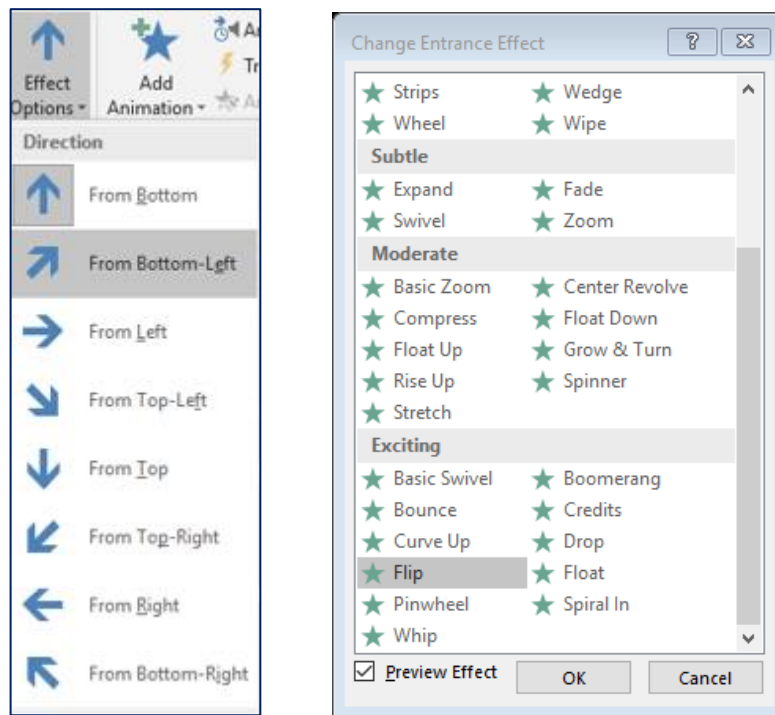 Effect
Options
Add
Animation
Tr
Direction
From Bottom
From Bottom-Left
From Left
From Top-Left
From Top
From Top-Right
From Right
From Bottom-Right
Change Entrance Effect ?
Strips Wedge
Wheel Wipe
Subtle
Expand Fade
Swivel Zoom
Moderate
Basic Zoom Center Revolve
Compress Float Down
Float Up Grow & Turn
Rise Up Spinner
Stretch
Exciting
Basic Swivel Boomerang
Bounce Credits
Curve Up Drop
Flip Float
Pinwheel Spiral In
Whip
Preview Effect OK Cancel